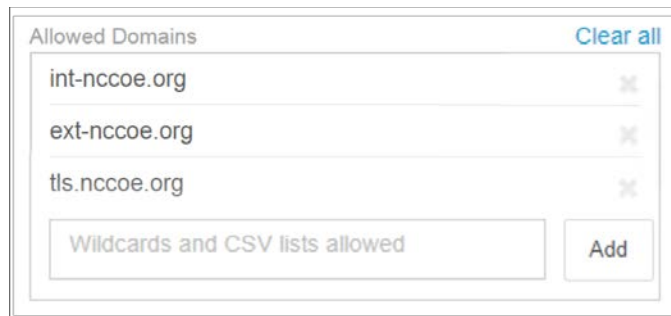 Allowed Domains Clear all
int-nccoe.org
ext-nccoe.org
tls.nccoe.org
Wildcards and CSV lists allowed Add